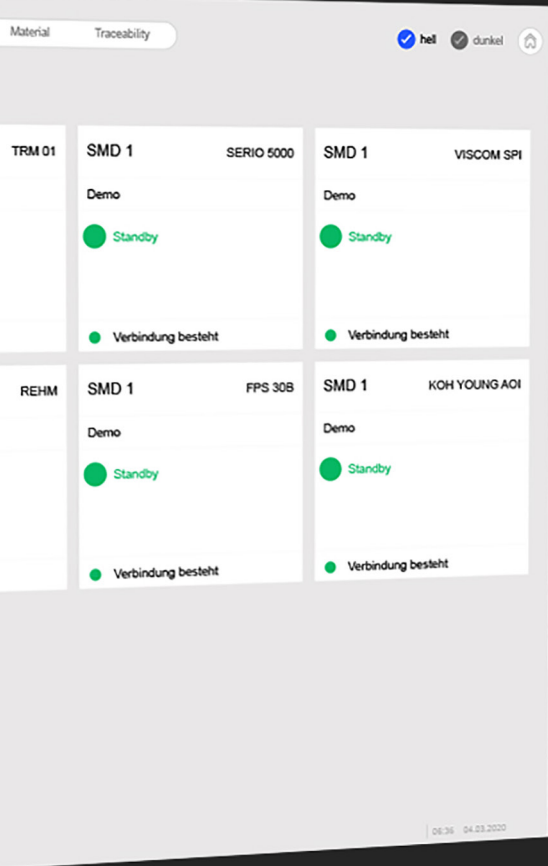 Material Traceability hell dunkel
TRM 01
SMD 1 SERIO 5000
Demo
Standby
Verbindung besteht
SMD 1 VISCOM SPI
Demo
Standby
Verbindung besteht
REHM
SMD 1 FPS 30B
Demo
Standby
Verbindung besteht
SMD 1 KOH YOUNG AOI
Demo
Standby
Verbindung besteht
06:36 04.03.2020